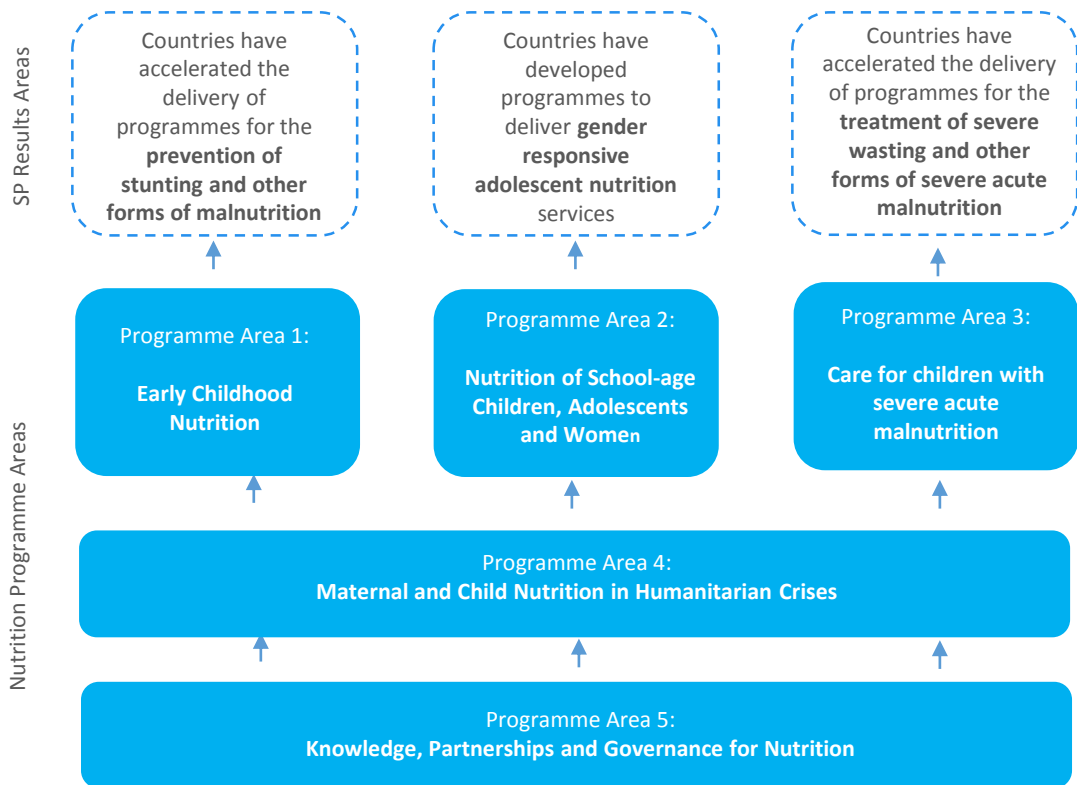 SP Results Areas
Countries have
accelerated the
delivery of
programmes for the
prevention of
stunting and other
forms of malnutrition
Countries have
developed
programmes to
deliver gender
responsive
adolescent nutrition
services
Countries have
accelerated the delivery
of programmes for the
treatment of severe
wasting and other
forms of severe acute
malnutrition
Nutrition Programme Areas
Programme Area 1:
Early Childhood
Nutrition
Programme Area 2:
Nutrition of School-age
Children, Adolescents
and Women
Programme Area 3:
Care for children with
severe acute
malnutrition
Programme Area 4:
Maternal and Child Nutrition in Humanitarian Crises
Programme Area 5:
Knowledge, Partnerships and Governance for Nutrition